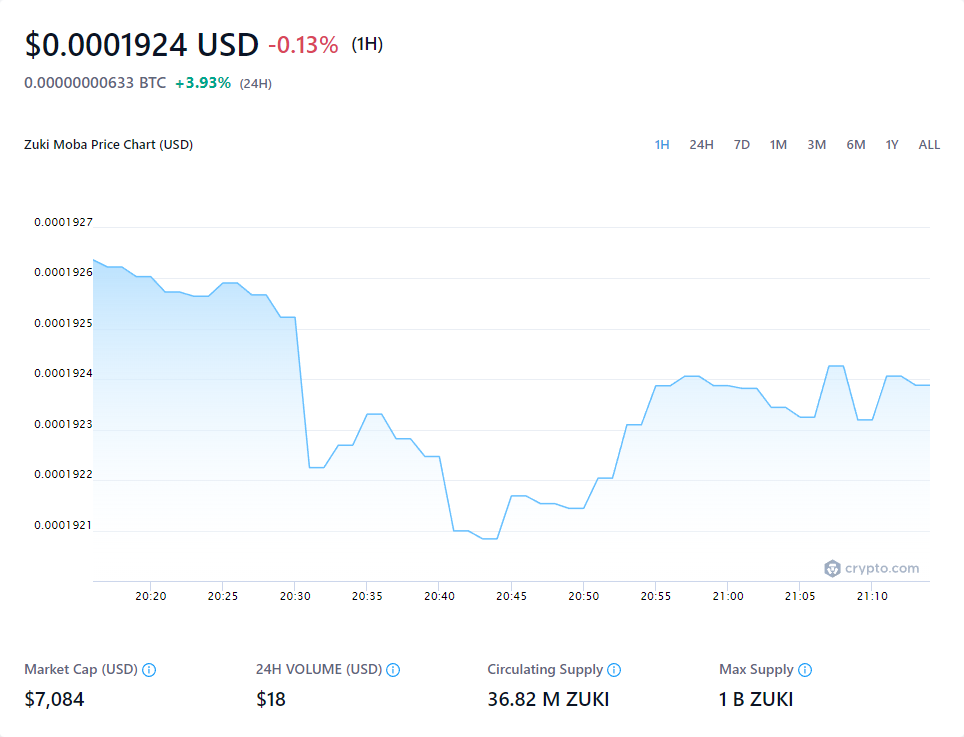 $0.0001924 USD -0.13% (1H)
0.00000000633 BTC +3.93% (24H)
Zuki Moba Price Chart (USD) 1H 24H 7D 1M 3M 6M 1Y ALL
0.0001927
0.0001926
0.0001925
0.0001924
0.0001923
0.0001922
0.0001921
crypto.com
20:20 20:25 20:30 20:35 20:40 20:45 20:50 20:55 21:00 21:05 21:10
Market Cap (USD) 24H VOLUME (USD) Circulating Supply Max Supply
$7,084 $18 36.82 M ZUKI 1 B ZUKI